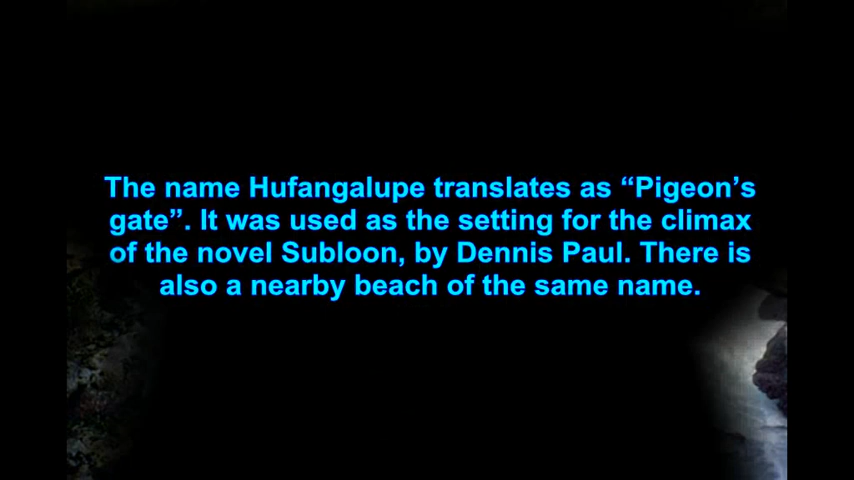 The name Hufangalupe translates as “Pigeon’s
gate”. It was used as the setting for the climax
of the novel Subloon, by Dennis Paul. There is
also a nearby beach of the same name.